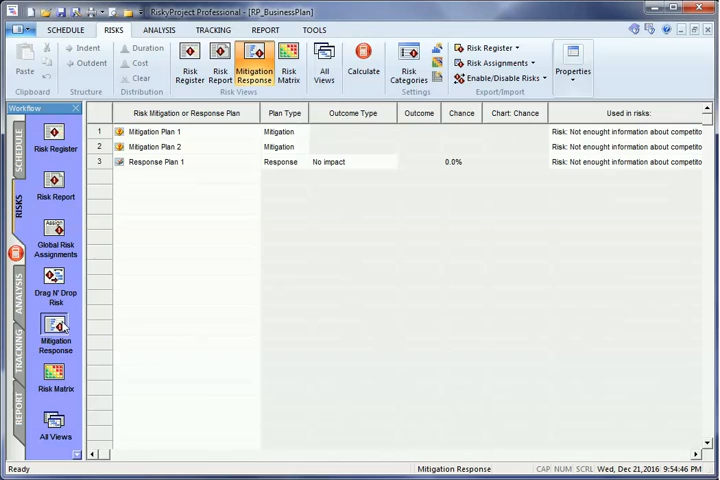 RiskyProject Professional - [RP_BusinessPlan]
SCHEDULE RISKS ANALYSIS TRACKING REPORT TOOLS
Paste
Clipboard
Indent
Outdent
Structure
Duration
Cost
Clear
Distribution
Risk Register
Risk Report
Mitigation Response
Risk Matrix
All Views
Risk Views
Calculate
Risk Categories
Settings
Risk Register
Risk Assignments
Enable/Disable Risks
Export/Import
Properties
Workflow
SCHEDULE
RISKS
ANALYSIS
TRACKING
REPORT
Risk Register
Risk Report
Assign
Global Risk
Assignments
Drag N' Drop
Risk
Mitigation
Response
Risk Matrix
All Views
Risk Mitigation or Response Plan Plan Type Outcome Type Outcome Chance Chart: Chance Used in risks:
1 Mitigation Plan 1 Mitigation Risk: Not enought information about competito
2 Mitigation Plan 2 Mitigation Risk: Not enought information about competito
3 Response Plan 1 Response No impact 0.0% Risk: Not enought information about competito
Ready Mitigation Response CAP NUM SCRL Wed, Dec 21,2016 9:54:46 PM